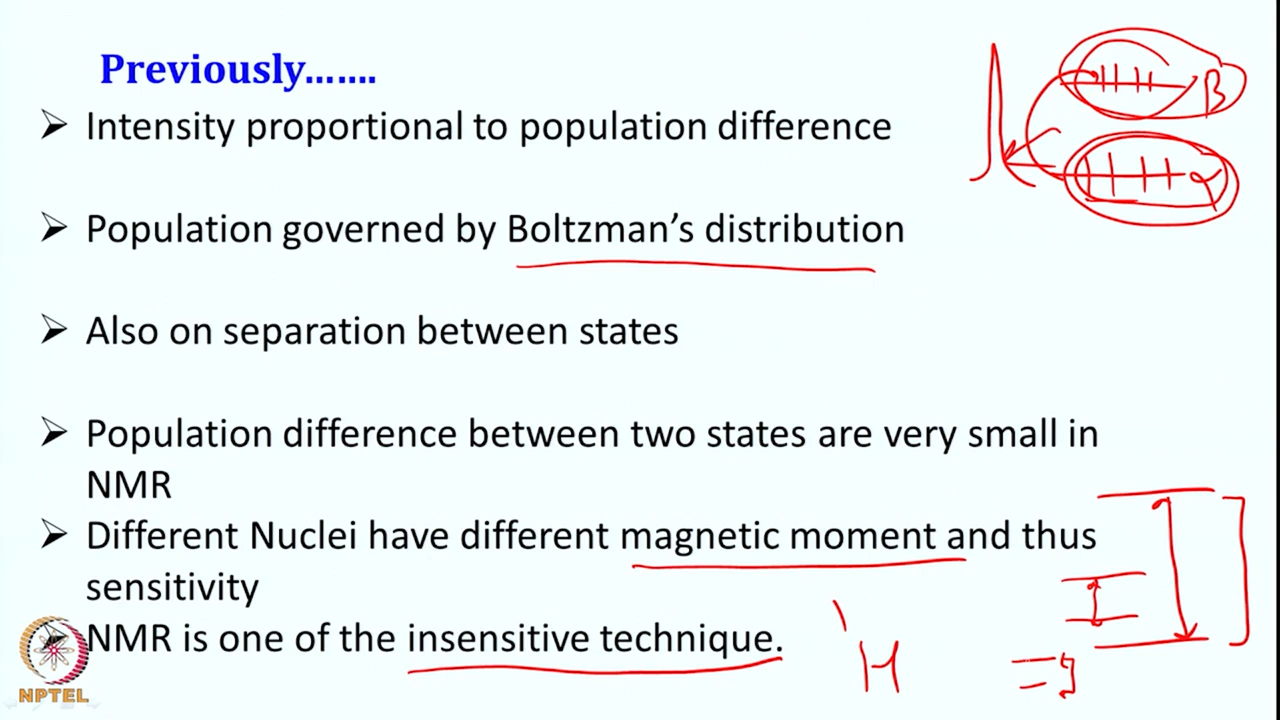 Previously.......
➤ Intensity proportional to population difference
➤ Population governed by Boltzman's distribution
➤ Also on separation between states
➤ Population difference between two states are very small in
NMR
➤ Different Nuclei have different magnetic moment and thus
sensitivity
➤ NMR is one of the insensitive technique.
β
α
¹H
NPTEL